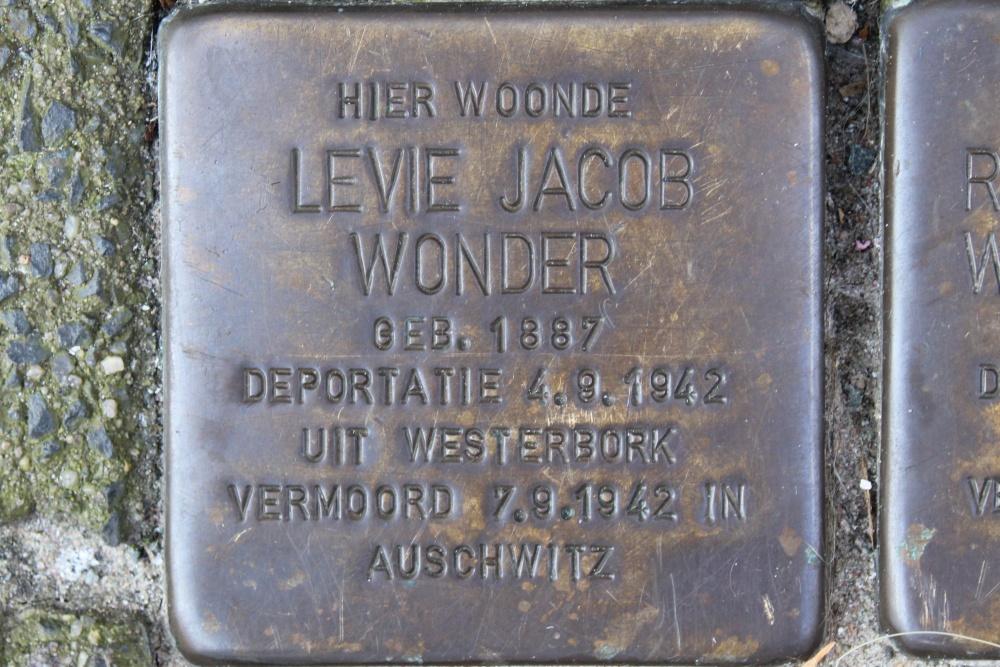 HIER WOONDE
LEVIE JACOB
WONDER
GEB. 1887
DEPORTATIE 4.9.1942
UIT WESTERBORK
VERMOORD 7.9.1942 IN
AUSCHWITZ